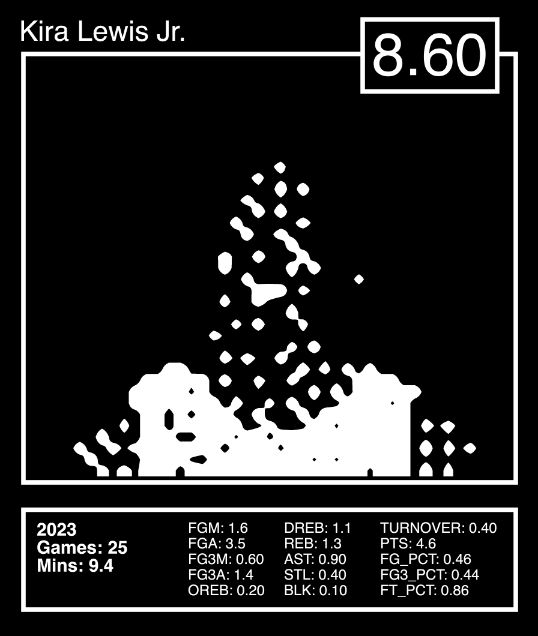 Kira Lewis Jr.
8.60
2023
Games: 25
Mins: 9.4
FGM: 1.6
FGA: 3.5
FG3M: 0.60
FG3A: 1.4
OREB: 0.20
DREB: 1.1
REB: 1.3
AST: 0.90
STL: 0.40
BLK: 0.10
TURNOVER: 0.40
PTS: 4.6
FG_PCT: 0.46
FG3_PCT: 0.44
FT_PCT: 0.86